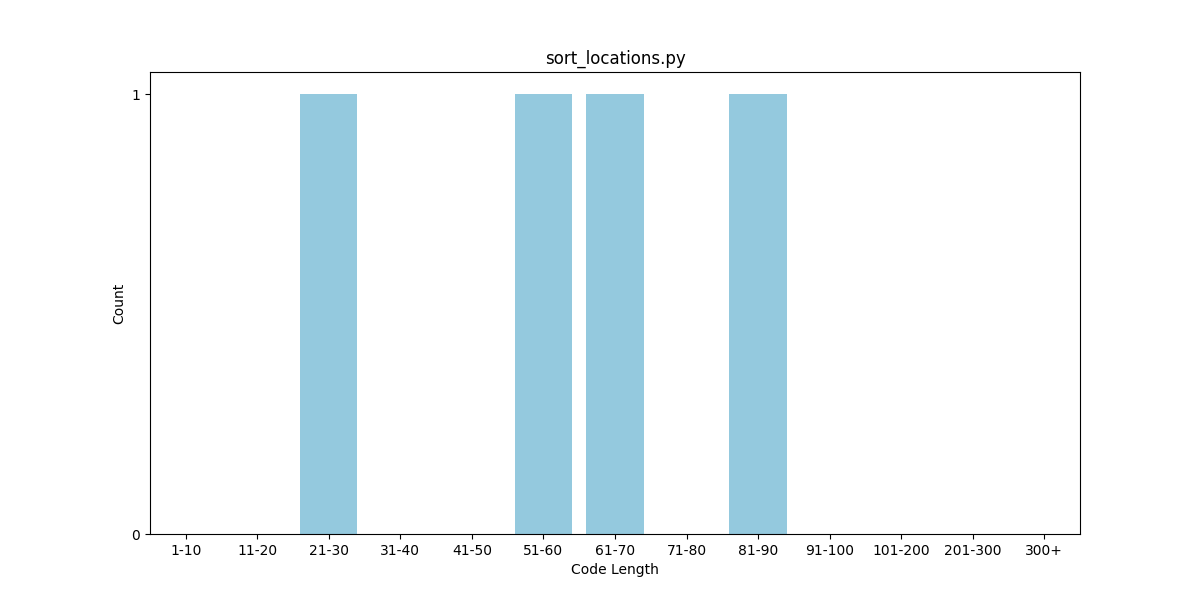 sort_locations.py
1
Count
0
1-10 11-20 21-30 31-40 41-50 51-60 61-70 71-80 81-90 91-100 101-200 201-300 300+
Code Length